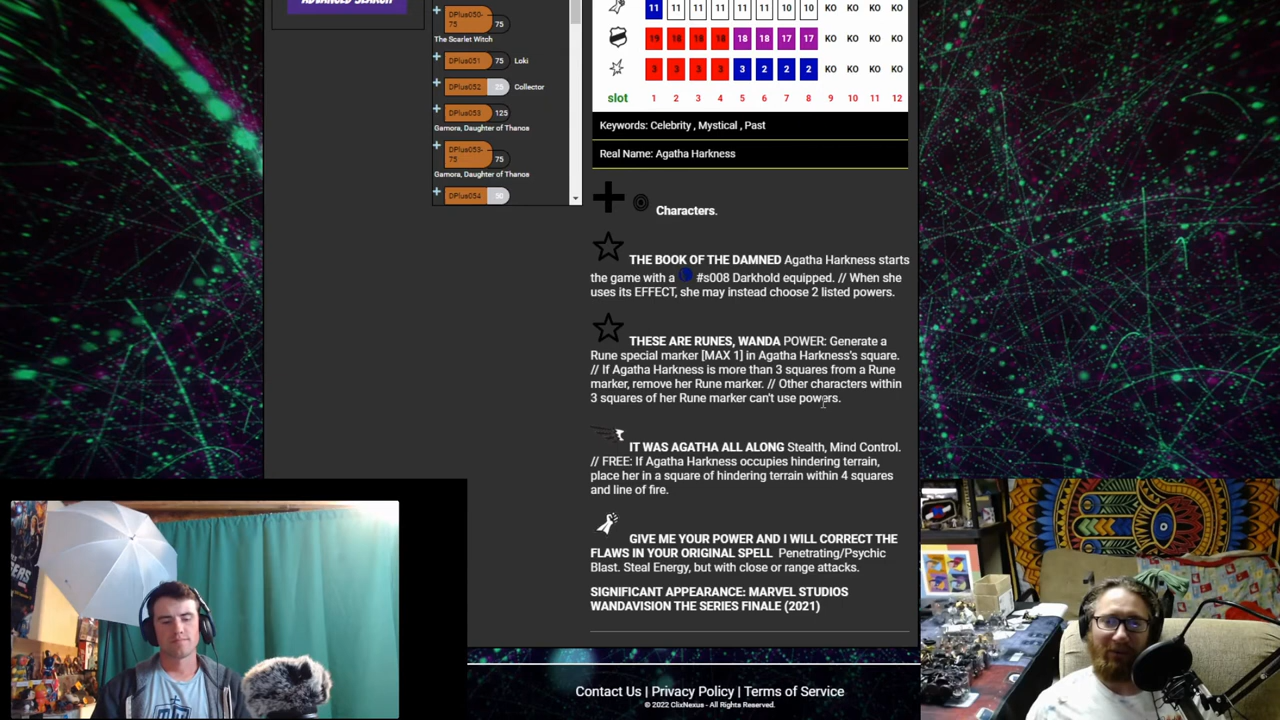 ADVANCED SEARCH
DPlus050-
75
75
The Scarlet Witch
DPlus051 75 Loki
DPlus052 25 Collector
DPlus053 125
Gamora, Daughter of Thanos
DPlus053-
75
75
Gamora, Daughter of Thanos
DPlus054 50
11 11 11 11 11 11 10 10 KO KO KO KO
19 18 18 18 18 18 17 17 KO KO KO KO
3 3 3 3 3 2 2 2 KO KO KO KO
slot 1 2 3 4 5 6 7 8 9 10 11 12
Keywords: Celebrity , Mystical , Past
Real Name: Agatha Harkness
Characters.
THE BOOK OF THE DAMNED Agatha Harkness starts
the game with a #s008 Darkhold equipped. // When she
uses its EFFECT, she may instead choose 2 listed powers.
THESE ARE RUNES, WANDA POWER: Generate a
Rune special marker [MAX 1] in Agatha Harkness's square.
// If Agatha Harkness is more than 3 squares from a Rune
marker, remove her Rune marker. // Other characters within
3 squares of her Rune marker can't use powers.
IT WAS AGATHA ALL ALONG Stealth, Mind Control.
// FREE: If Agatha Harkness occupies hindering terrain,
place her in a square of hindering terrain within 4 squares
and line of fire.
GIVE ME YOUR POWER AND I WILL CORRECT THE
FLAWS IN YOUR ORIGINAL SPELL Penetrating/Psychic
Blast. Steal Energy, but with close or range attacks.
SIGNIFICANT APPEARANCE: MARVEL STUDIOS
WANDAVISION THE SERIES FINALE (2021)
Contact Us | Privacy Policy | Terms of Service
© 2022 ClixNexus - All Rights Reserved.